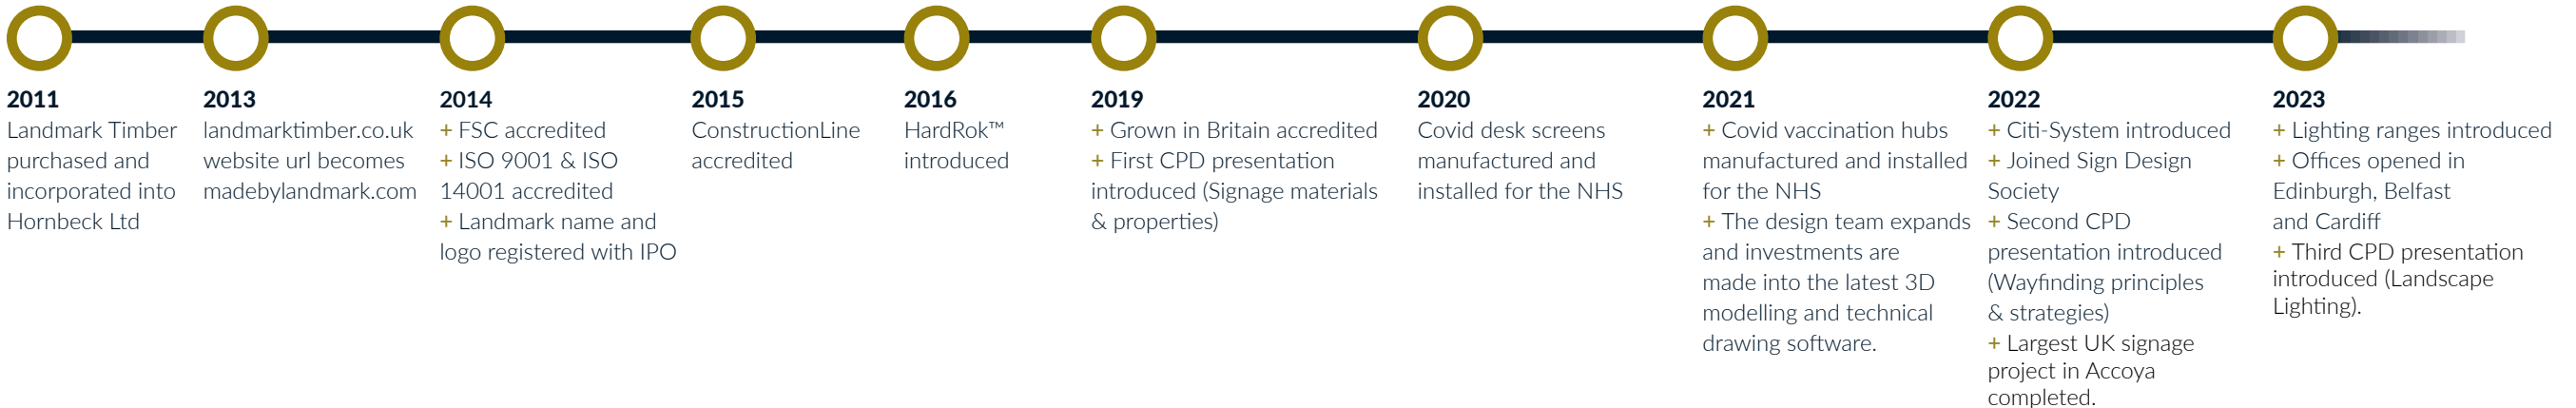 2011
Landmark Timber
purchased and
incorporated into
Hornbeck Ltd
2013
landmarktimber.co.uk
website url becomes
madebylandmark.com
2014
+ FSC accredited
+ ISO 9001 & ISO
14001 accredited
+ Landmark name and
logo registered with IPO
2015
ConstructionLine
accredited
2016
HardRok™
introduced
2019
+ Grown in Britain accredited
+ First CPD presentation
introduced (Signage materials
& properties)
2020
Covid desk screens
manufactured and
installed for the NHS
2021
+ Covid vaccination hubs
manufactured and installed
for the NHS
+ The design team expands
and investments are
made into the latest 3D
modelling and technical
drawing software.
2022
+ Citi-System introduced
+ Joined Sign Design
Society
+ Second CPD
presentation introduced
(Wayfinding principles
& strategies)
+ Largest UK signage
project in Accoya
completed.
2023
+ Lighting ranges introduced
+ Offices opened in
Edinburgh, Belfast
and Cardiff
+ Third CPD presentation
introduced (Landscape
Lighting).